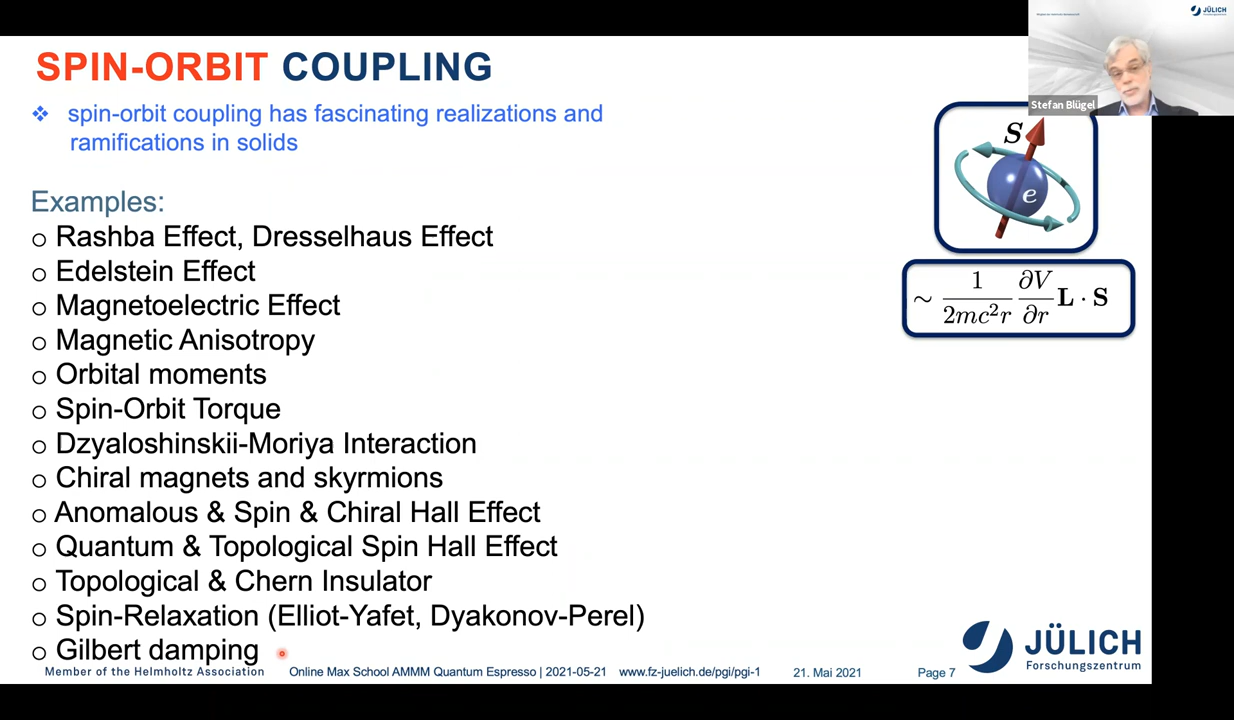 SPIN-ORBIT COUPLING
❖ spin-orbit coupling has fascinating realizations and
ramifications in solids
Examples:
o Rashba Effect, Dresselhaus Effect
o Edelstein Effect
o Magnetoelectric Effect
o Magnetic Anisotropy
o Orbital moments
o Spin-Orbit Torque
o Dzyaloshinskii-Moriya Interaction
o Chiral magnets and skyrmions
o Anomalous & Spin & Chiral Hall Effect
o Quantum & Topological Spin Hall Effect
o Topological & Chern Insulator
o Spin-Relaxation (Elliot-Yafet, Dyakonov-Perel)
o Gilbert damping
JÜLICH
Forschungszentrum
Stefan Blügel
S
e
∼ 1/(2mc²r) ∂V/∂r L · S
JÜLICH
Forschungszentrum
Member of the Helmholtz Association
Online Max School AMMM Quantum Espresso | 2021-05-21
www.fz-juelich.de/pgi/pgi-1
21. Mai 2021
Page 7